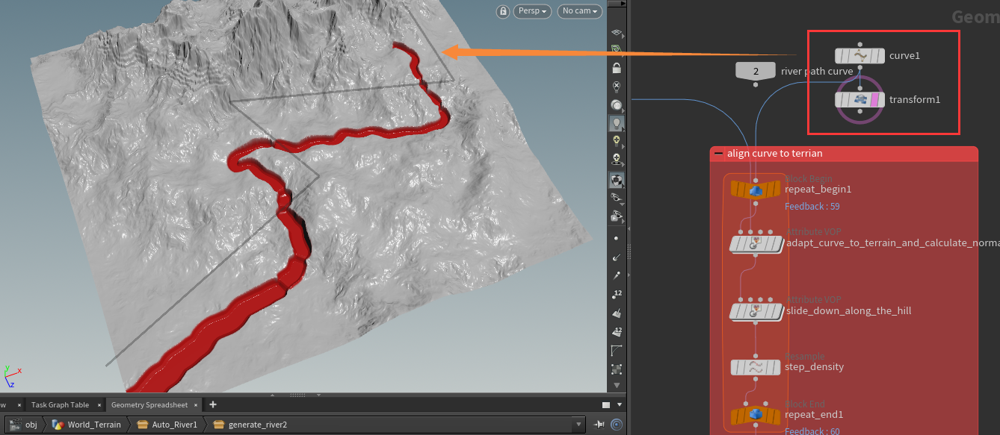 Persp
No cam
Geom
curve1
2
river path curve
transform1
align curve to terrian
Block Begin
repeat_begin1
Feedback : 59
Attribute VOP
adapt_curve_to_terrain_and_calculate_norma
Attribute VOP
slide_down_along_the_hill
Resample
step_density
Block End
repeat_end1
Feedback : 60
12
12
y
x
z
w
×
Task Graph Table
×
Geometry Spreadsheet
×
+
obj
World_Terrain
Auto_River1
generate_river2